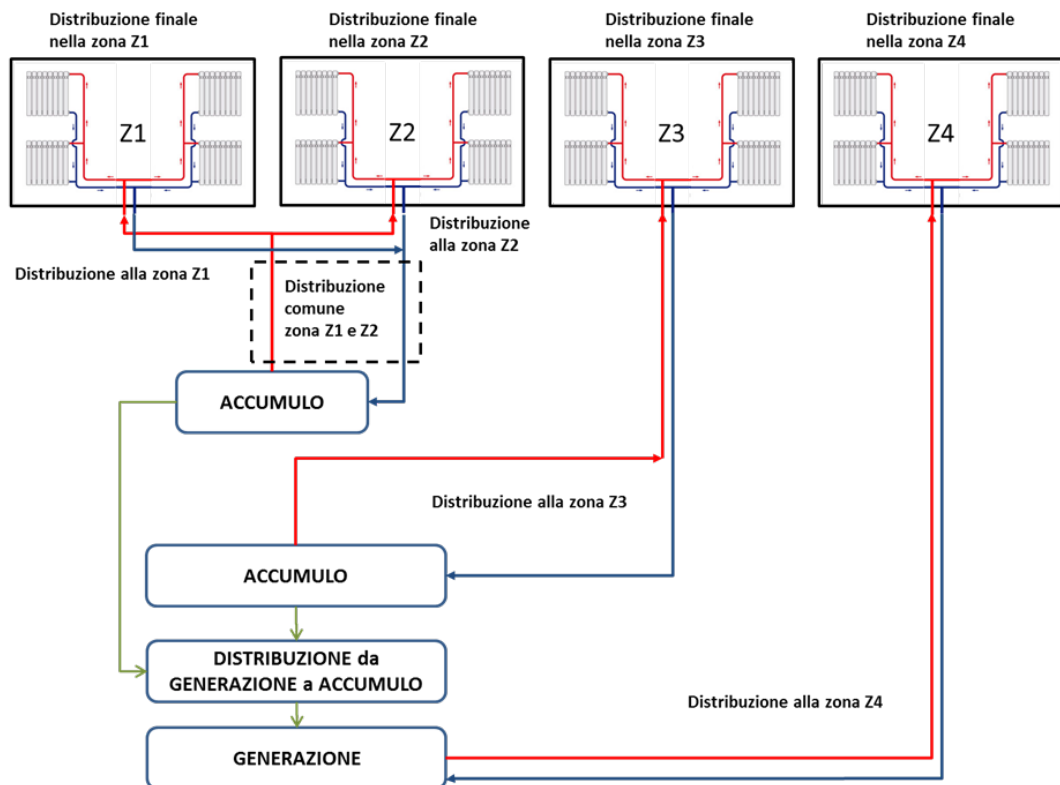 Distribuzione finale
nella zona Z1
Distribuzione finale
nella zona Z2
Distribuzione finale
nella zona Z3
Distribuzione finale
nella zona Z4
Z1
Z2
Z3
Z4
Distribuzione
alla zona Z2
Distribuzione alla zona Z1
Distribuzione
comune
zona Z1 e Z2
ACCUMULO
Distribuzione alla zona Z3
ACCUMULO
DISTRIBUZIONE da
GENERAZIONE a ACCUMULO
Distribuzione alla zona Z4
GENERAZIONE